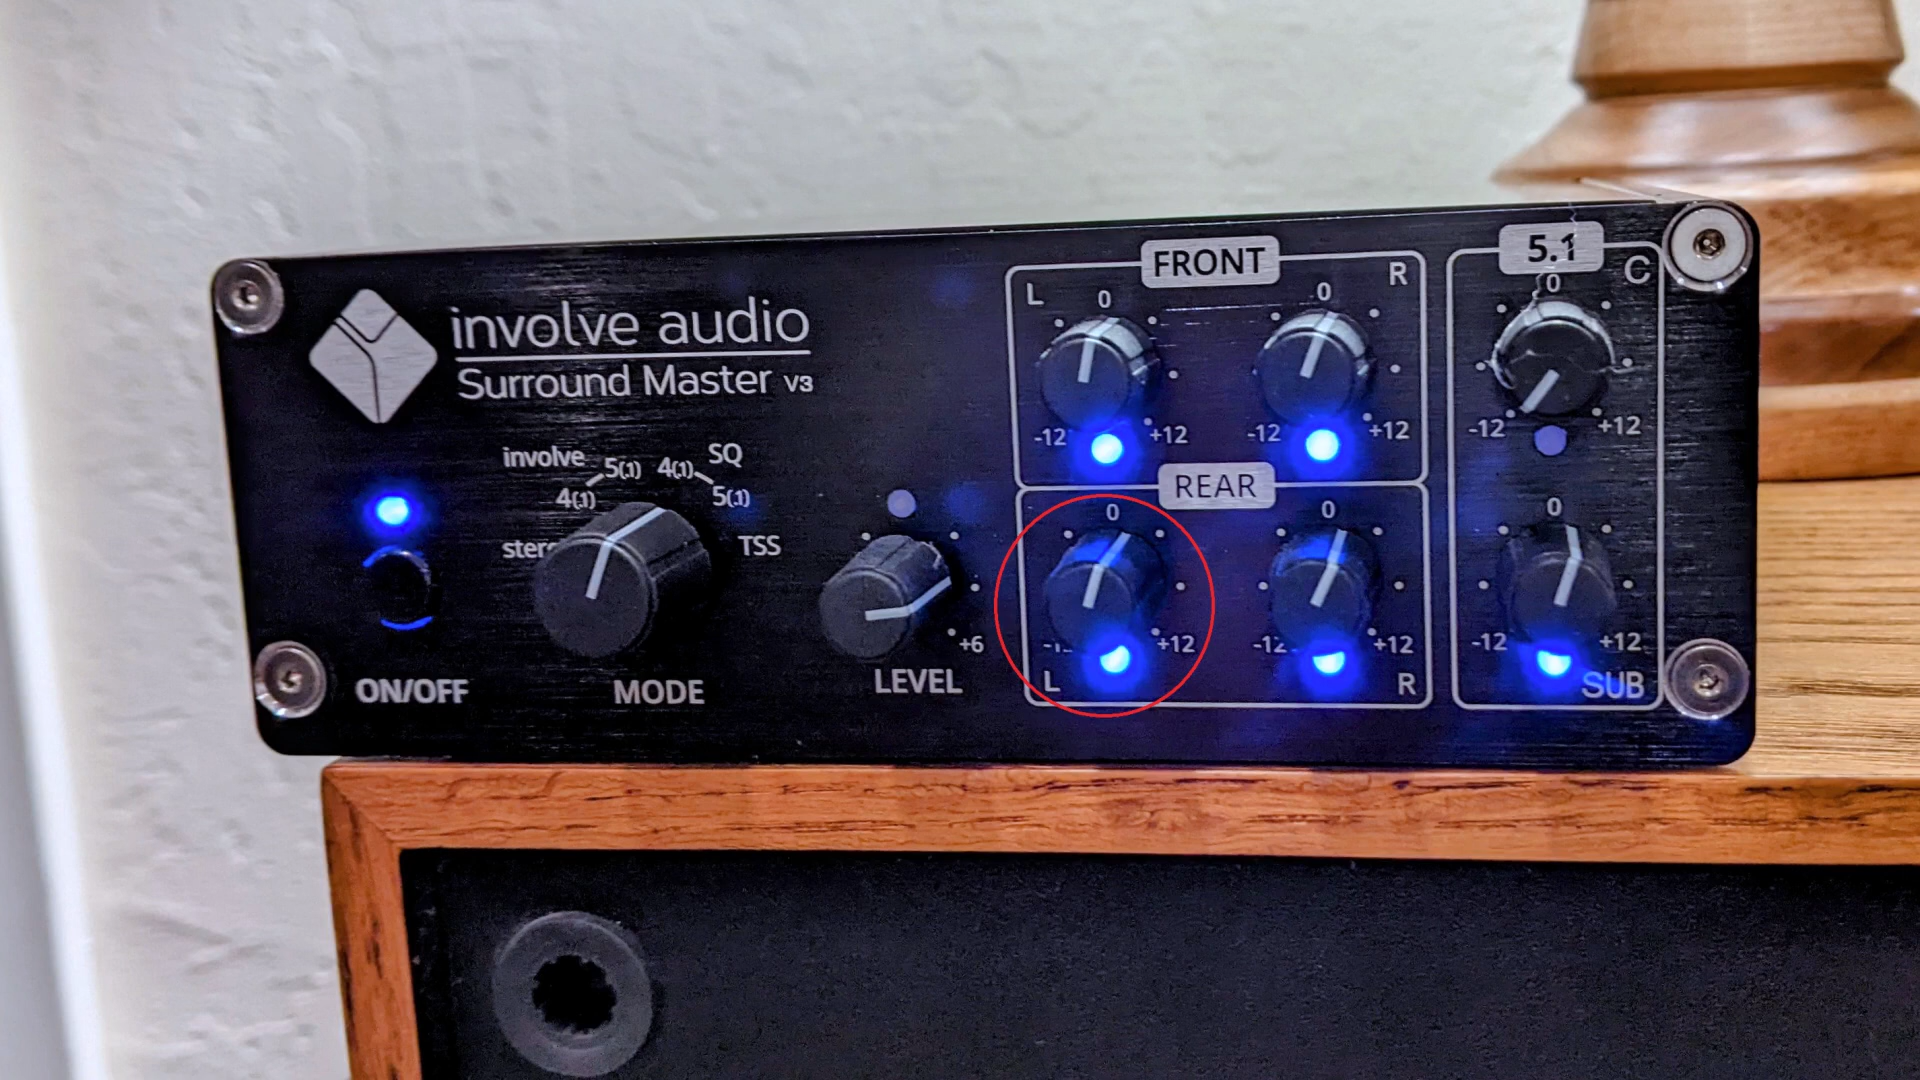 involve audio
Surround Master V3
involve
5(.1)
4(.1)
SQ
4(.1)
5(.1)
TSS
ON/OFF
MODE
+6
LEVEL
FRONT
L
R
0
0
-12
+12
-12
+12
REAR
0
0
+12
-12
+12
L
R
5.1
C
0
-12
+12
0
-12
+12
SUB